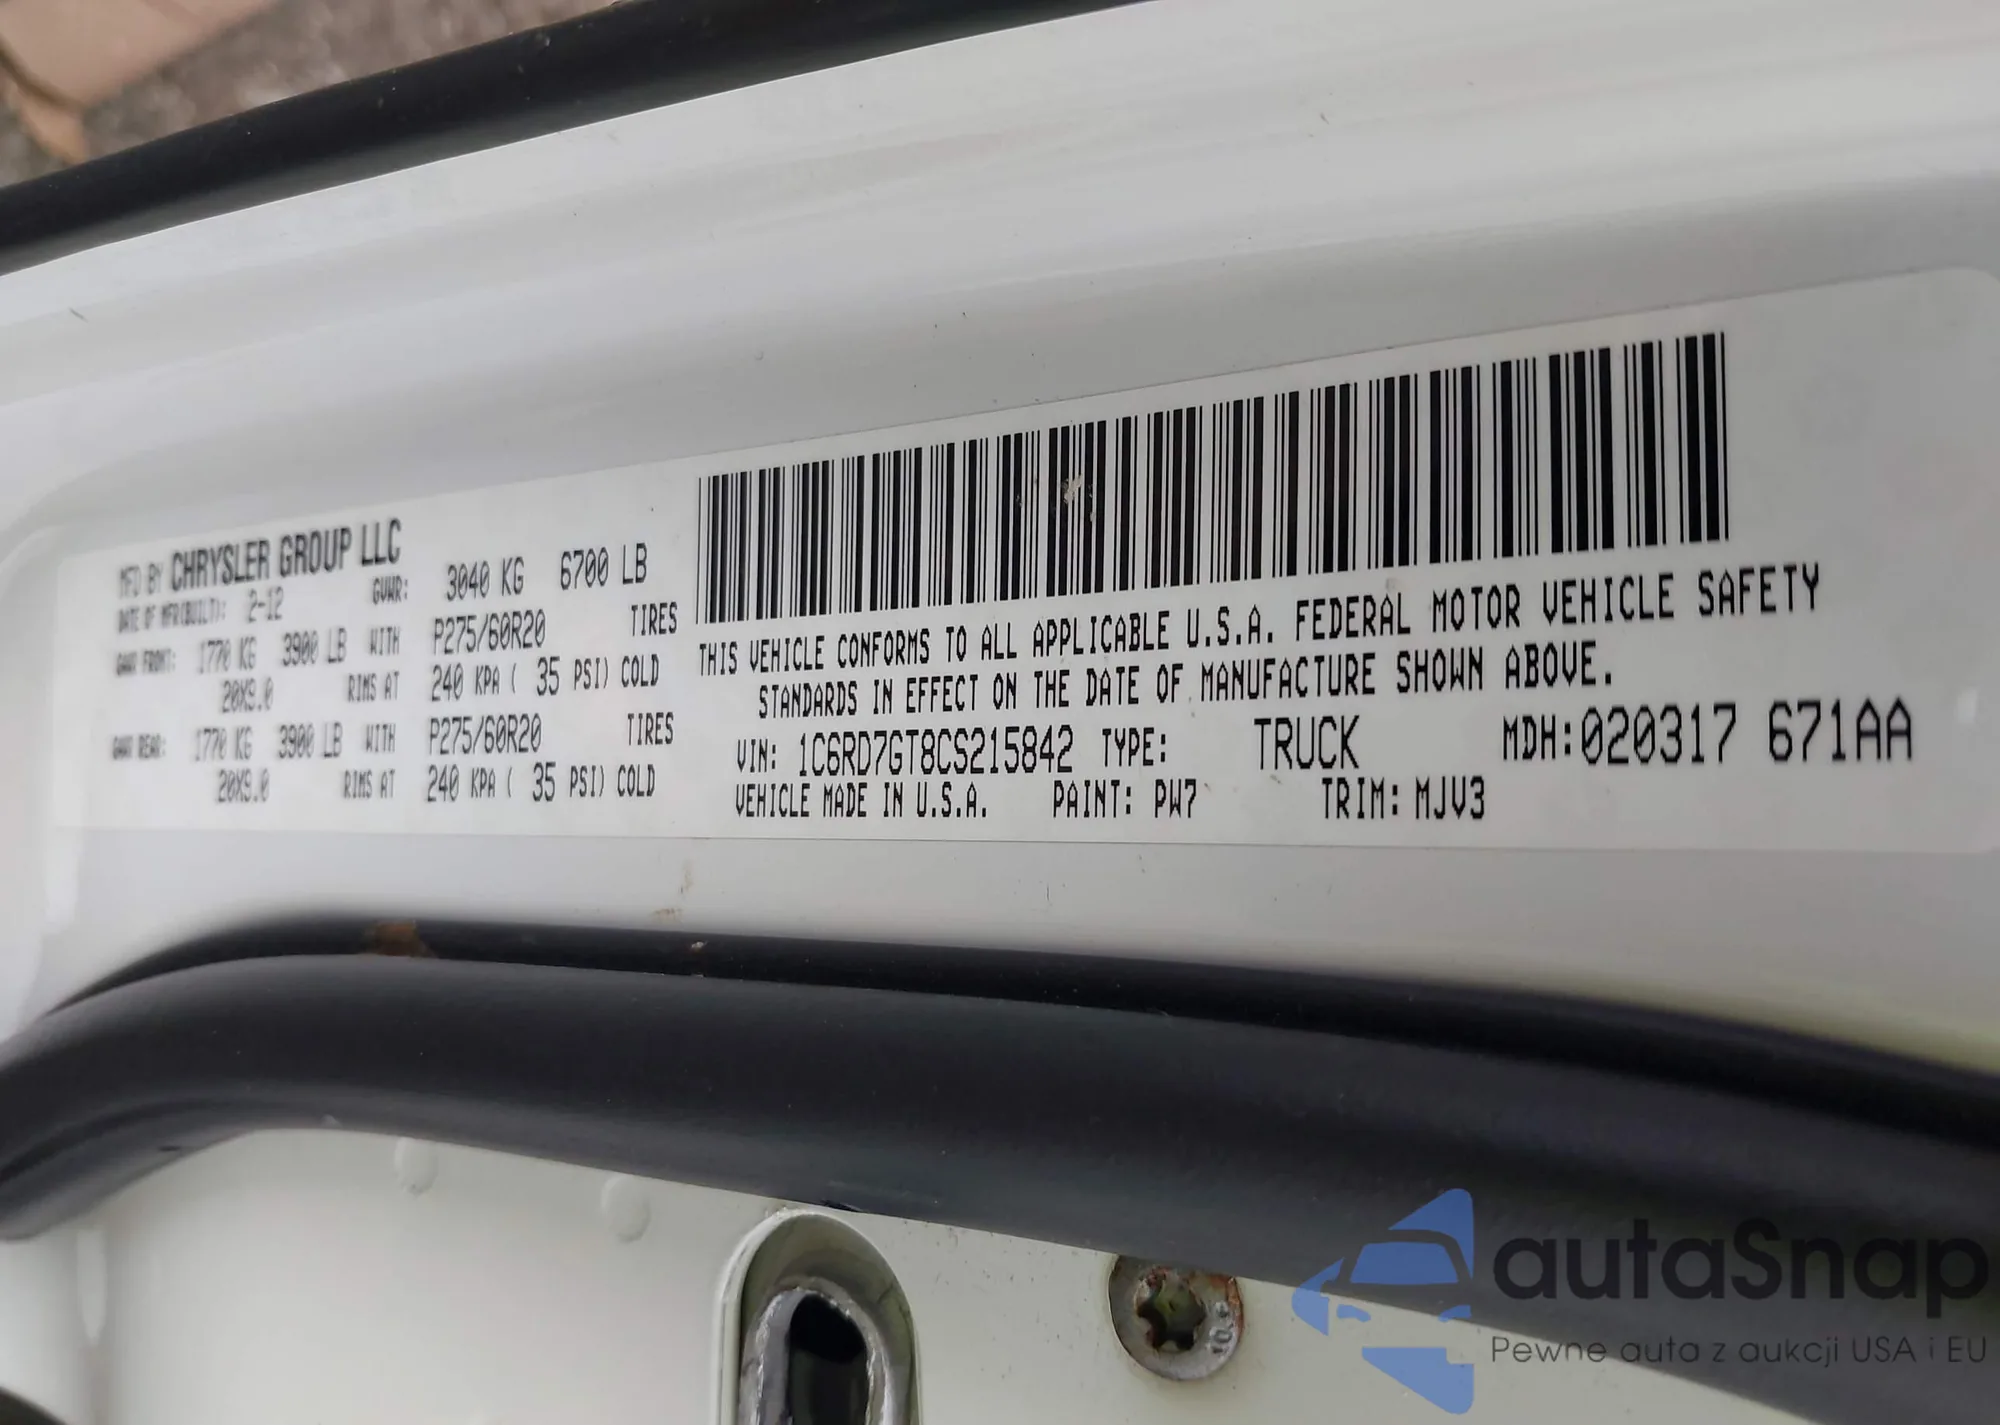 MFD BY CHRYSLER GROUP LLC
DATE OF MFR(BUILT): 2-12 GVWR: 3040 KG 6700 LB
GAWR FRONT: 1770 KG 3900 LB WITH P275/60R20 TIRES
20X9.0 RIMS AT 240 KPA ( 35 PSI) COLD
GAWR REAR: 1770 KG 3900 LB WITH P275/60R20 TIRES
20X9.0 RIMS AT 240 KPA ( 35 PSI) COLD
THIS VEHICLE CONFORMS TO ALL APPLICABLE U.S.A. FEDERAL MOTOR VEHICLE SAFETY
STANDARDS IN EFFECT ON THE DATE OF MANUFACTURE SHOWN ABOVE.
VIN: 1C6RD7GT8CS215842 TYPE: TRUCK MDH:020317 671AA
VEHICLE MADE IN U.S.A. PAINT: PW7 TRIM: MJV3
10.9
autaSnap
Pewne auta z aukcji USA i EU